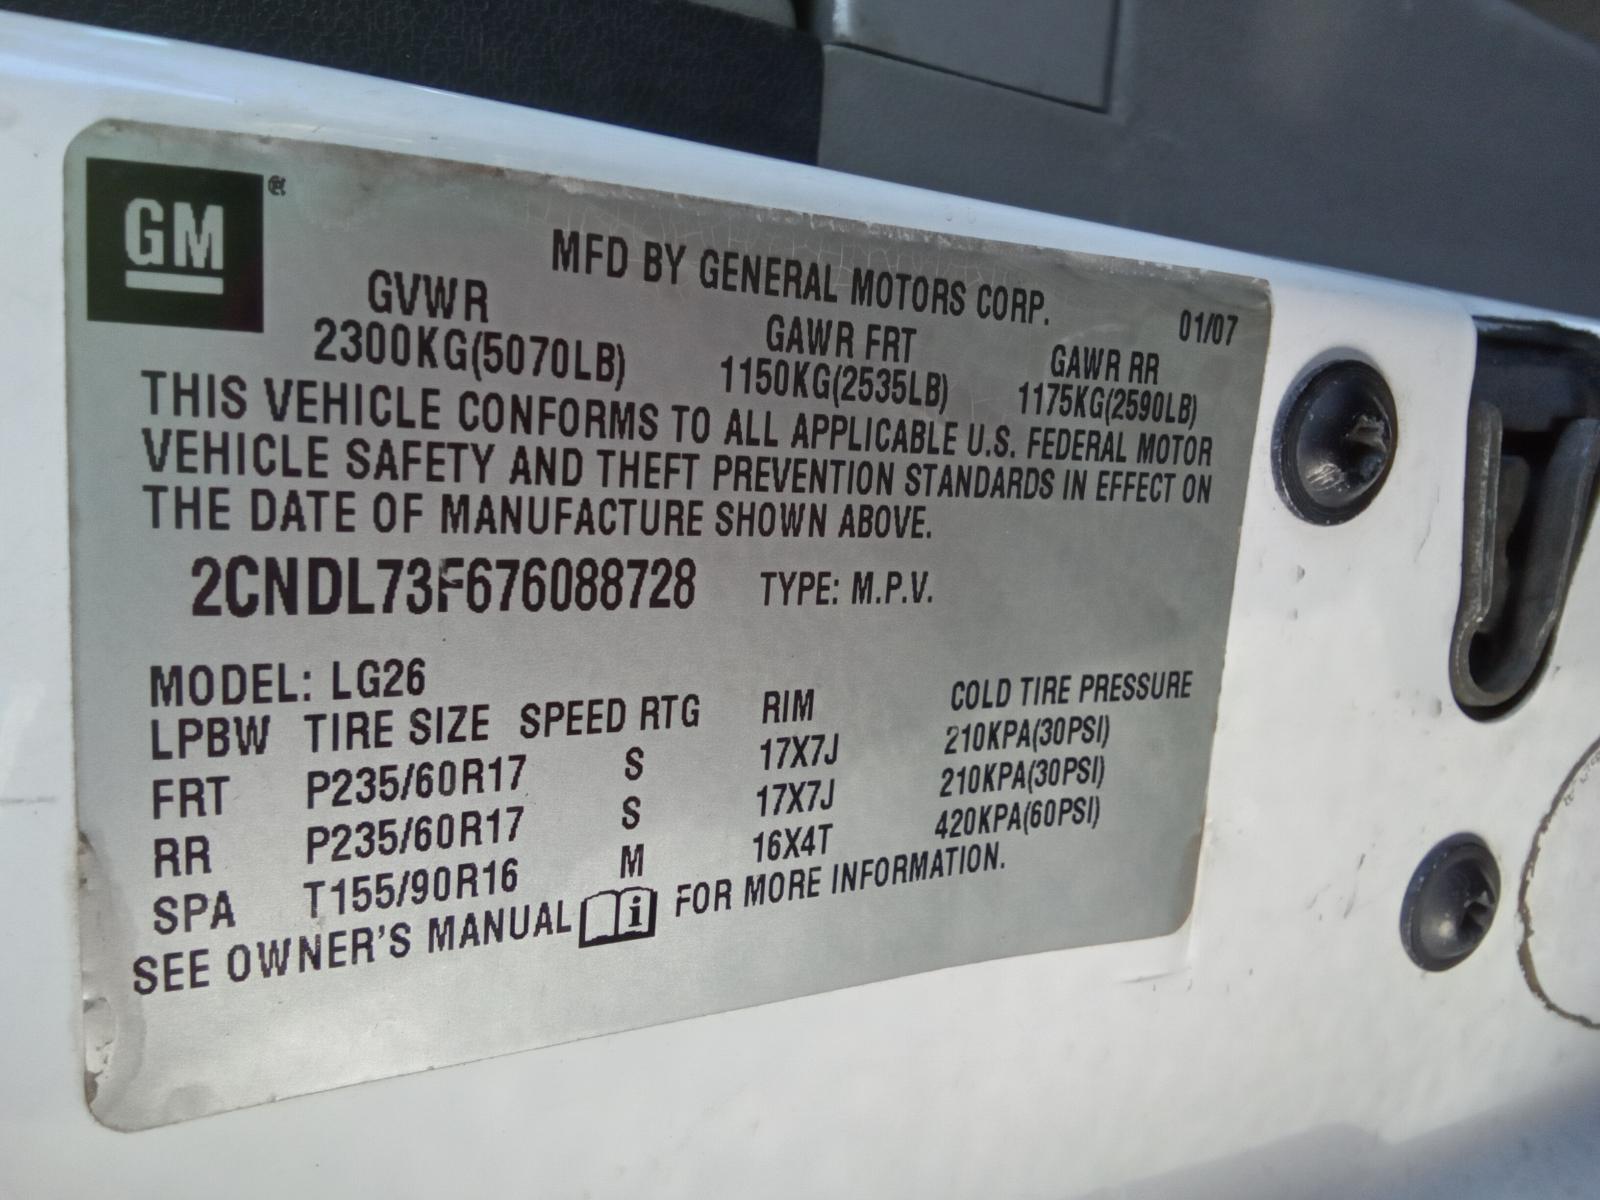 GM ®
MFD BY GENERAL MOTORS CORP.
01/07
GVWR GAWR FRT GAWR RR
2300KG(5070LB) 1150KG(2535LB) 1175KG(2590LB)
THIS VEHICLE CONFORMS TO ALL APPLICABLE U.S. FEDERAL MOTOR
VEHICLE SAFETY AND THEFT PREVENTION STANDARDS IN EFFECT ON
THE DATE OF MANUFACTURE SHOWN ABOVE.
2CNDL73F676088728 TYPE: M.P.V.
MODEL: LG26
LPBW TIRE SIZE SPEED RTG RIM COLD TIRE PRESSURE
FRT P235/60R17 S 17X7J 210KPA(30PSI)
RR P235/60R17 S 17X7J 210KPA(30PSI)
SPA T155/90R16 M 16X4T 420KPA(60PSI)
SEE OWNER'S MANUAL i FOR MORE INFORMATION.